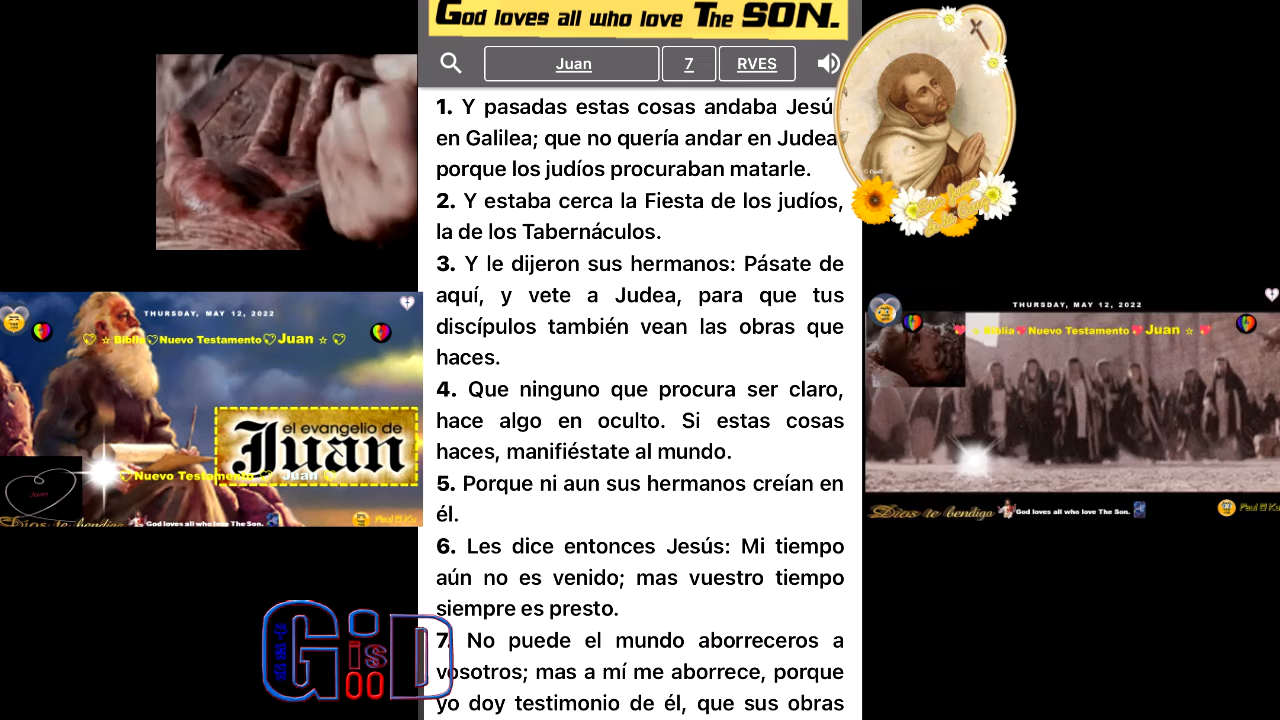 God loves all who love The SON.
Juan 7 RVES
1. Y pasadas estas cosas andaba Jesú
en Galilea; que no quería andar en Judea
porque los judíos procuraban matarle.
2. Y estaba cerca la Fiesta de los judíos,
la de los Tabernáculos.
3. Y le dijeron sus hermanos: Pásate de
aquí, y vete a Judea, para que tus
discípulos también vean las obras que
haces.
4. Que ninguno que procura ser claro,
hace algo en oculto. Si estas cosas
haces, manifiéstate al mundo.
5. Porque ni aun sus hermanos creían en
él.
6. Les dice entonces Jesús: Mi tiempo
aún no es venido; mas vuestro tiempo
siempre es presto.
7. No puede el mundo aborreceros a
vosotros; mas a mí me aborrece, porque
yo doy testimonio de él, que sus obras
THURSDAY, MAY 12, 2022
☆ Biblia Nuevo Testamento Juan ☆
el evangelio de
Juan
Nuevo Testamento Juan
Dios te bendiga
God loves all who love The Son.
THURSDAY, MAY 12, 2022
☆ Biblia Nuevo Testamento Juan ☆
Dios te bendiga
God loves all who love The Son.
GOD
is